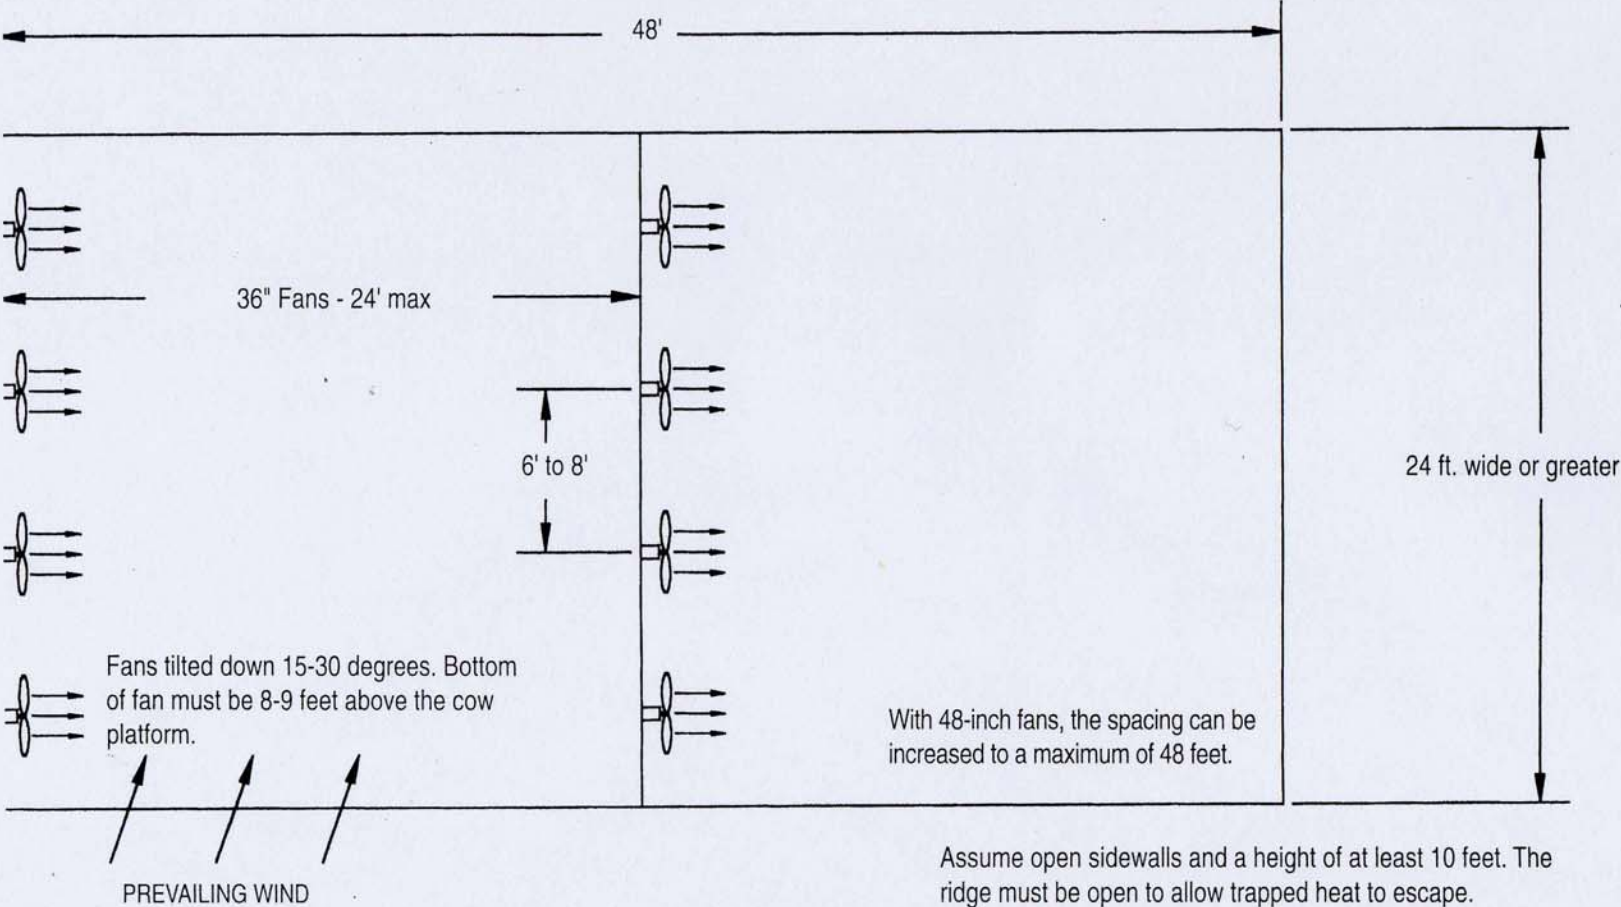 48'
36" Fans - 24' max
6' to 8'
24 ft. wide or greater
Fans tilted down 15-30 degrees. Bottom
of fan must be 8-9 feet above the cow
platform.
With 48-inch fans, the spacing can be
increased to a maximum of 48 feet.
PREVAILING WIND
Assume open sidewalls and a height of at least 10 feet. The
ridge must be open to allow trapped heat to escape.